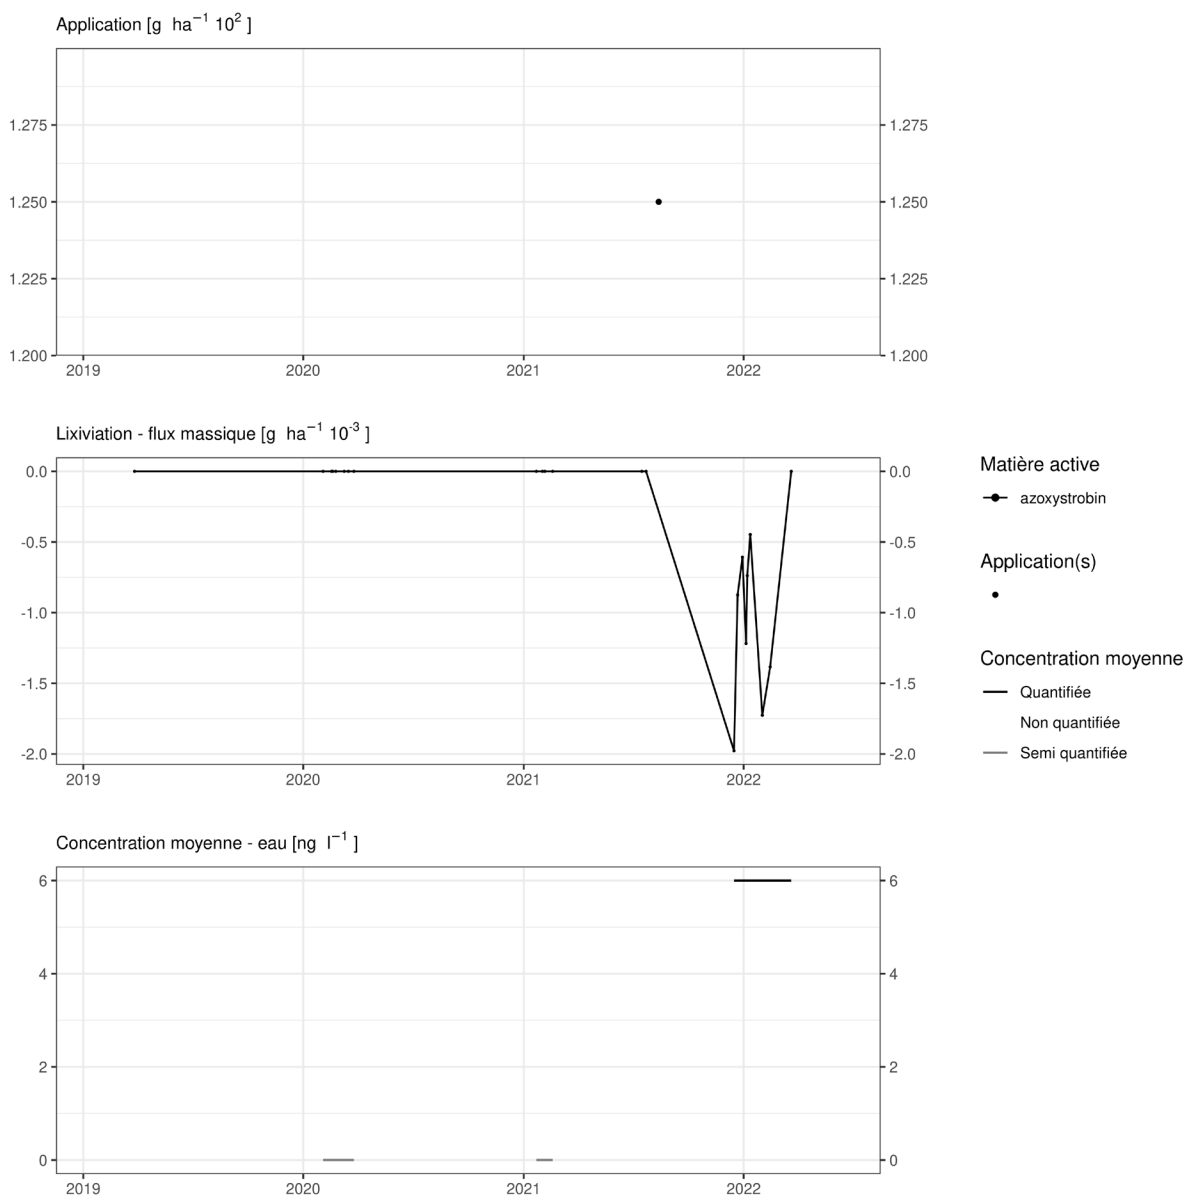 Application [g ha⁻¹ 10² ]
1.275 1.275
1.250 1.250
1.225 1.225
1.200 1.200
2019 2020 2021 2022
Lixiviation - flux massique [g ha⁻¹ 10⁻³ ]
0.0 0.0
-0.5 -0.5
-1.0 -1.0
-1.5 -1.5
-2.0 -2.0
2019 2020 2021 2022
Matière active
azoxystrobin
Application(s)
Concentration moyenne
Quantifiée
Non quantifiée
Semi quantifiée
Concentration moyenne - eau [ng l⁻¹ ]
6 6
4 4
2 2
0 0
2019 2020 2021 2022